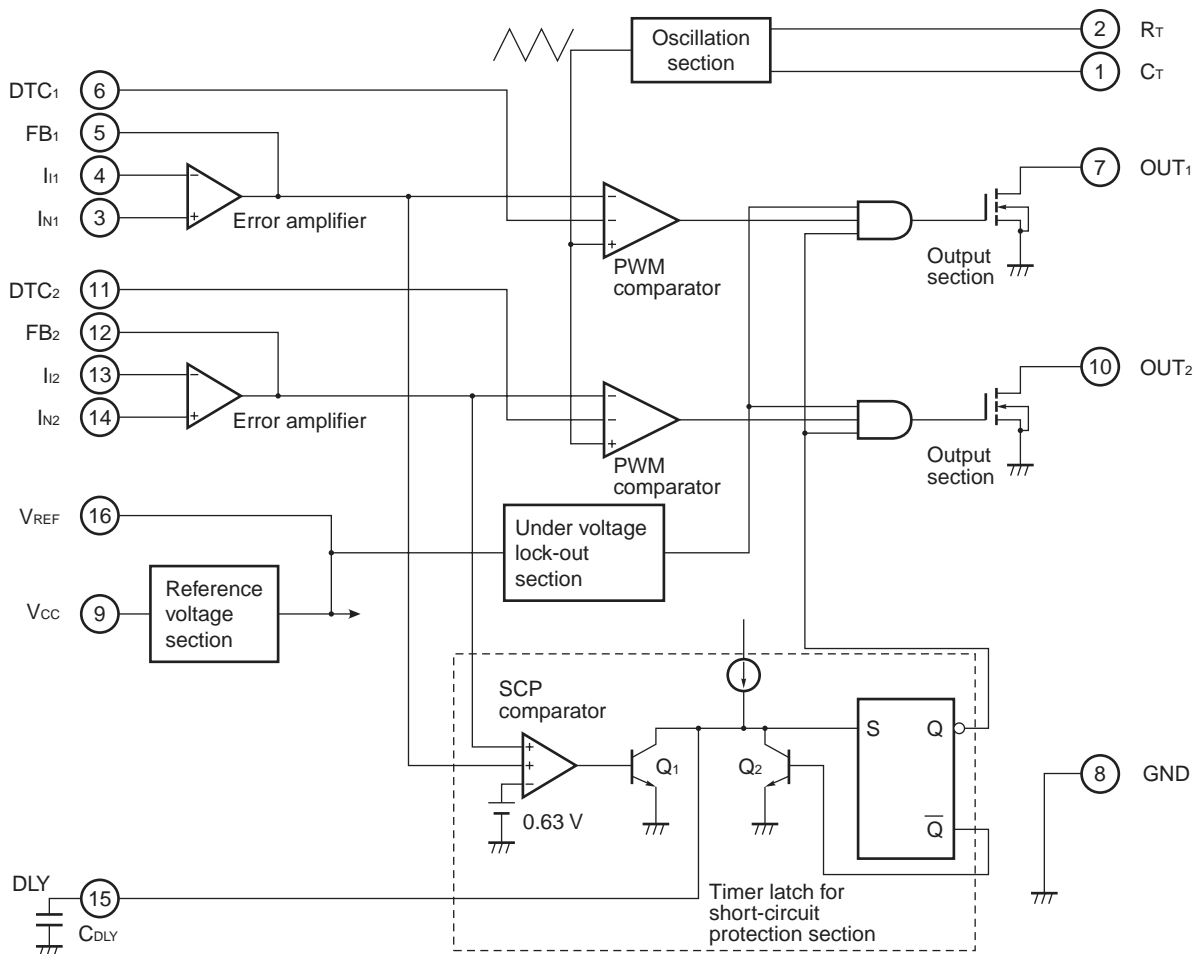 Oscillation
section
2
RT
1
CT
DTC1
6
FB1
5
II1
4
IN1
3
−
+
Error amplifier
−
−
+
PWM
comparator
7
OUT1
Output
section
DTC2
11
FB2
12
II2
13
IN2
14
−
+
Error amplifier
−
−
+
PWM
comparator
10
OUT2
Output
section
VREF
16
Under voltage
lock-out
section
VCC
9
Reference
voltage
section
SCP
comparator
+
+
−
0.63 V
Q1
Q2
S
Q
Q̅
8
GND
DLY
15
CDLY
Timer latch for
short-circuit
protection section